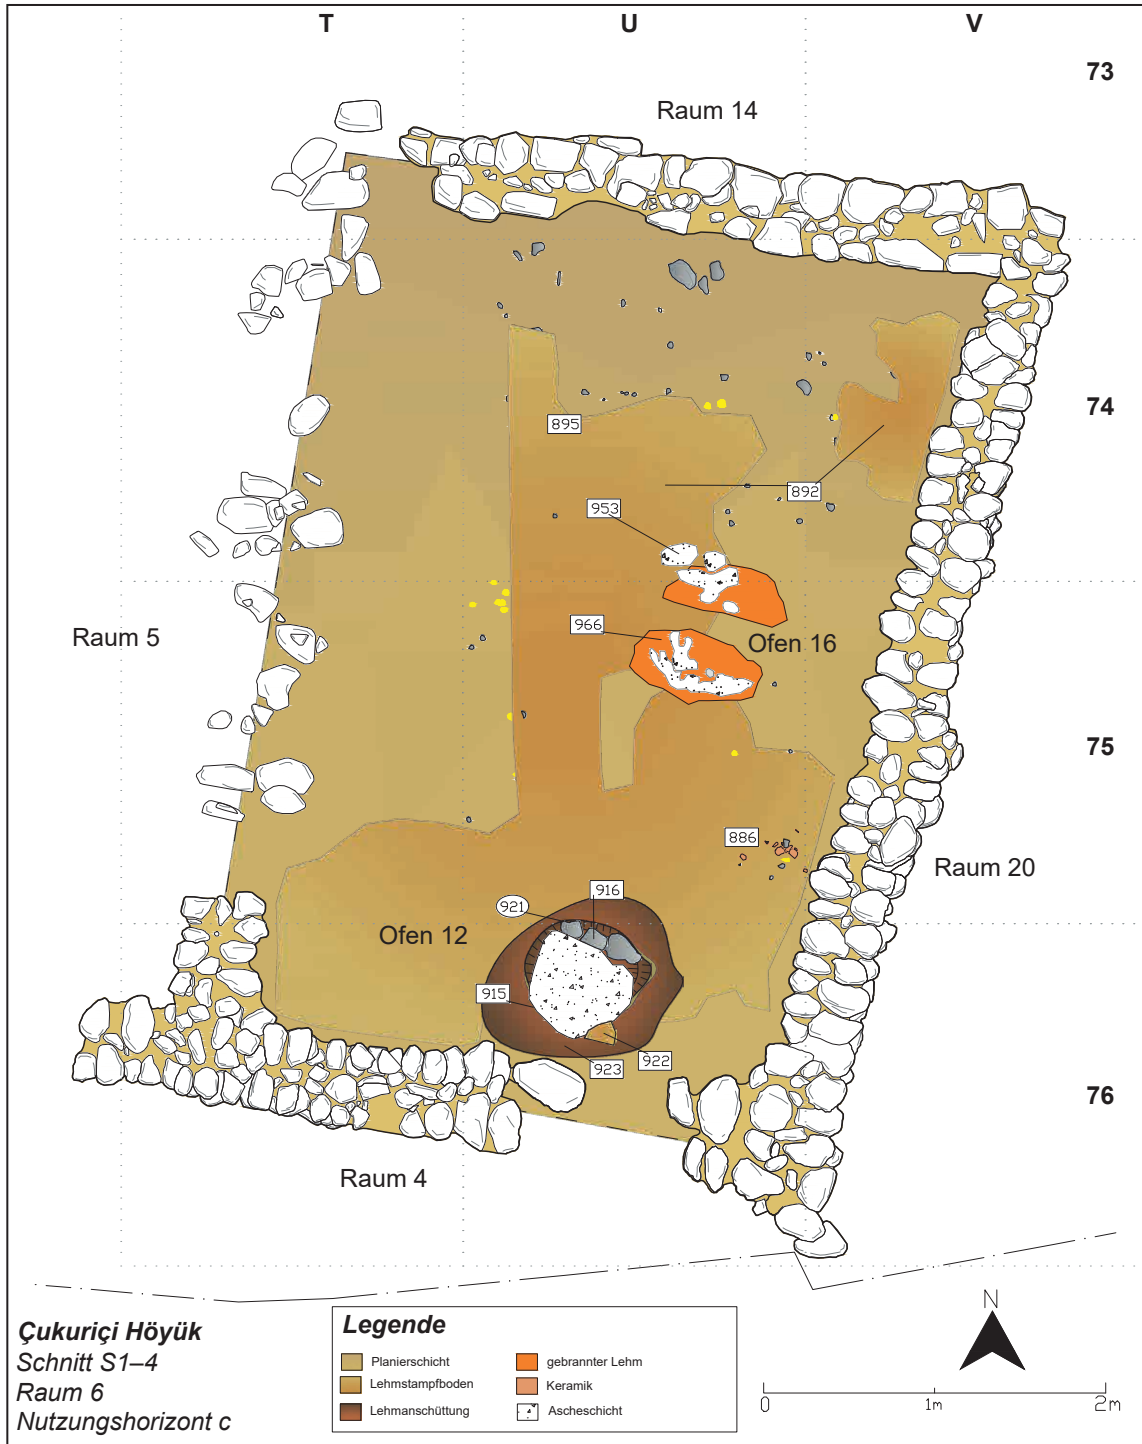 T U V
73
Raum 14
74
895
892
953
966
Ofen 16
Raum 5
75
886
Raum 20
916
921
Ofen 12
915
922
923
76
Raum 4
N
Çukuriçi Höyük
Schnitt S1–4
Raum 6
Nutzungshorizont c
Legende
Planierschicht
Lehmstampfboden
Lehmanschüttung
gebrannter Lehm
Keramik
Ascheschicht
0 1m 2m